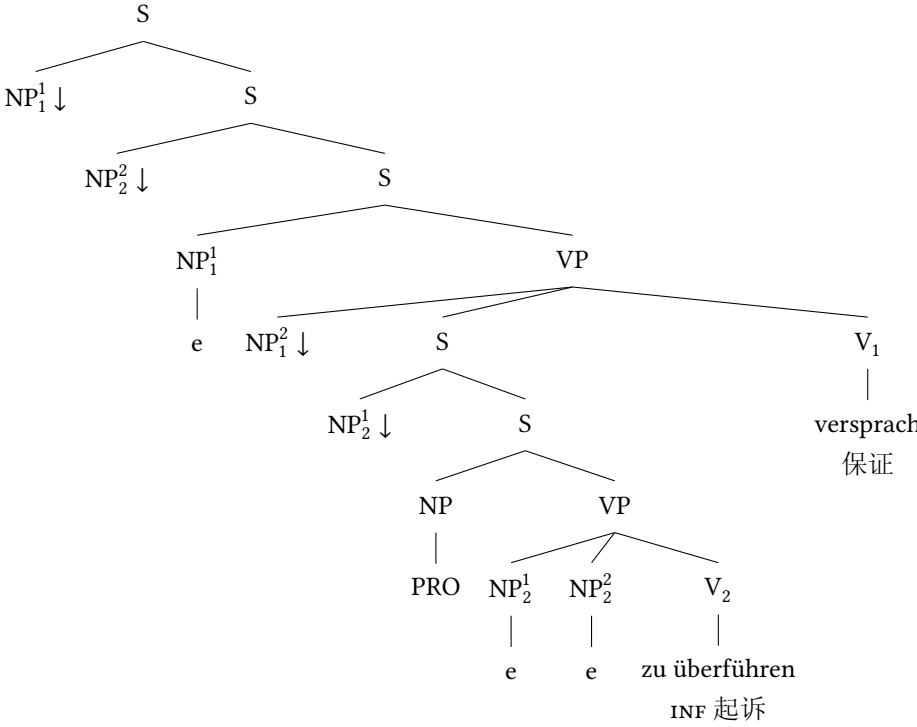 S
NP₁¹↓ S
NP₂²↓ S
NP₁¹ VP
e NP₁²↓ S V₁
NP₂¹↓ S versprach
保证
NP VP
PRO NP₂¹ NP₂² V₂
e e zu überführen
INF 起诉